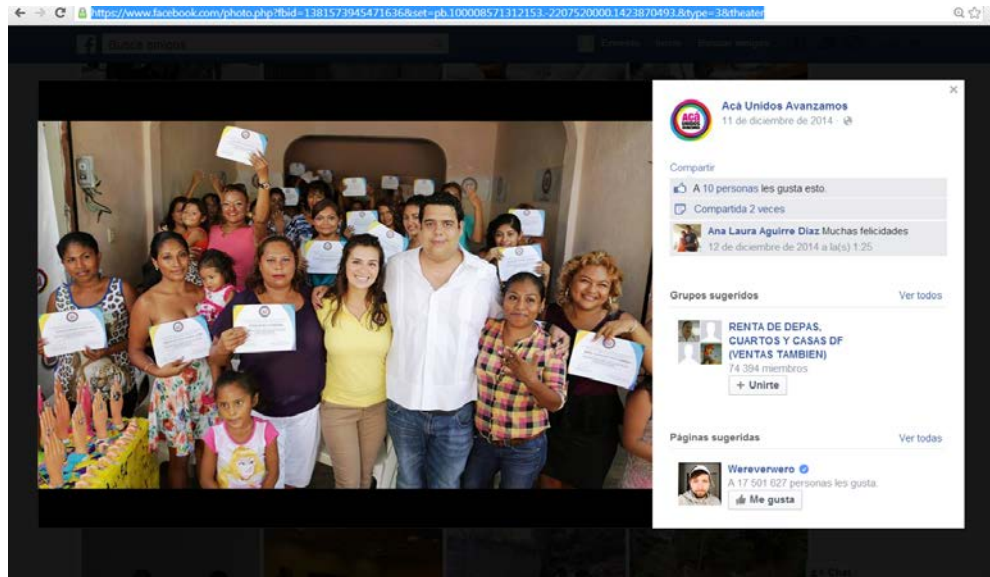 https://www.facebook.com/photo.php?fbid=1381573945471636&set=pb.100008571312153.-2207520000.1423870493.&type=3&theater
Busca amigos
Acá Unidos Avanzamos
11 de diciembre de 2014
Compartir
A 10 personas les gusta esto.
Compartida 2 veces
Ana Laura Aguirre Diaz Muchas felicidades
12 de diciembre de 2014 a la(s) 1:25
Grupos sugeridos Ver todos
RENTA DE DEPAS,
CUARTOS Y CASAS DF
(VENTAS TAMBIEN)
74 394 miembros
+ Unirte
Páginas sugeridas Ver todas
Wereverwero
A 17 501 627 personas les gusta.
Me gusta